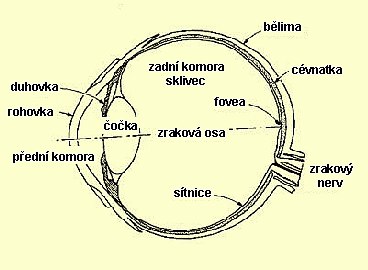 bělima
zadní komora
sklivec
cévnatka
duhovka
fovea
rohovka
čočka
zraková osa
přední komora
zrakový
nerv
sítnice